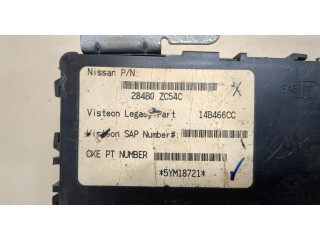 Nissan P/N:
284B0 ZC54C
Visteon Legacy Part 14B466CC
Visteon SAP Number#:
CKE PT NUMBER
*5YM18721*